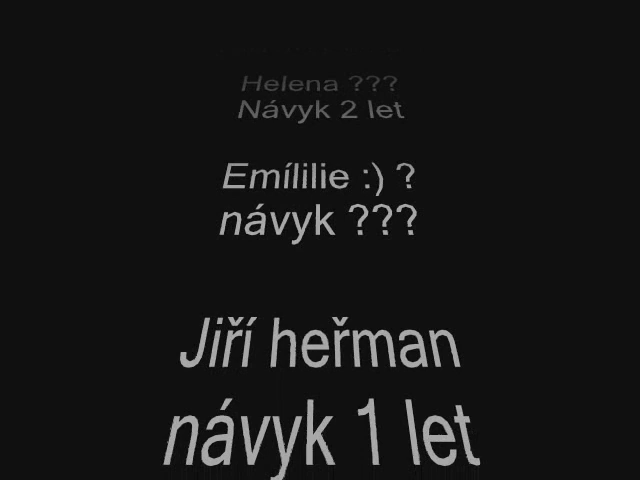 Helena ???
Návyk 2 let
Emílilie :) ?
návyk ???
Jiří heřman
návyk 1 let